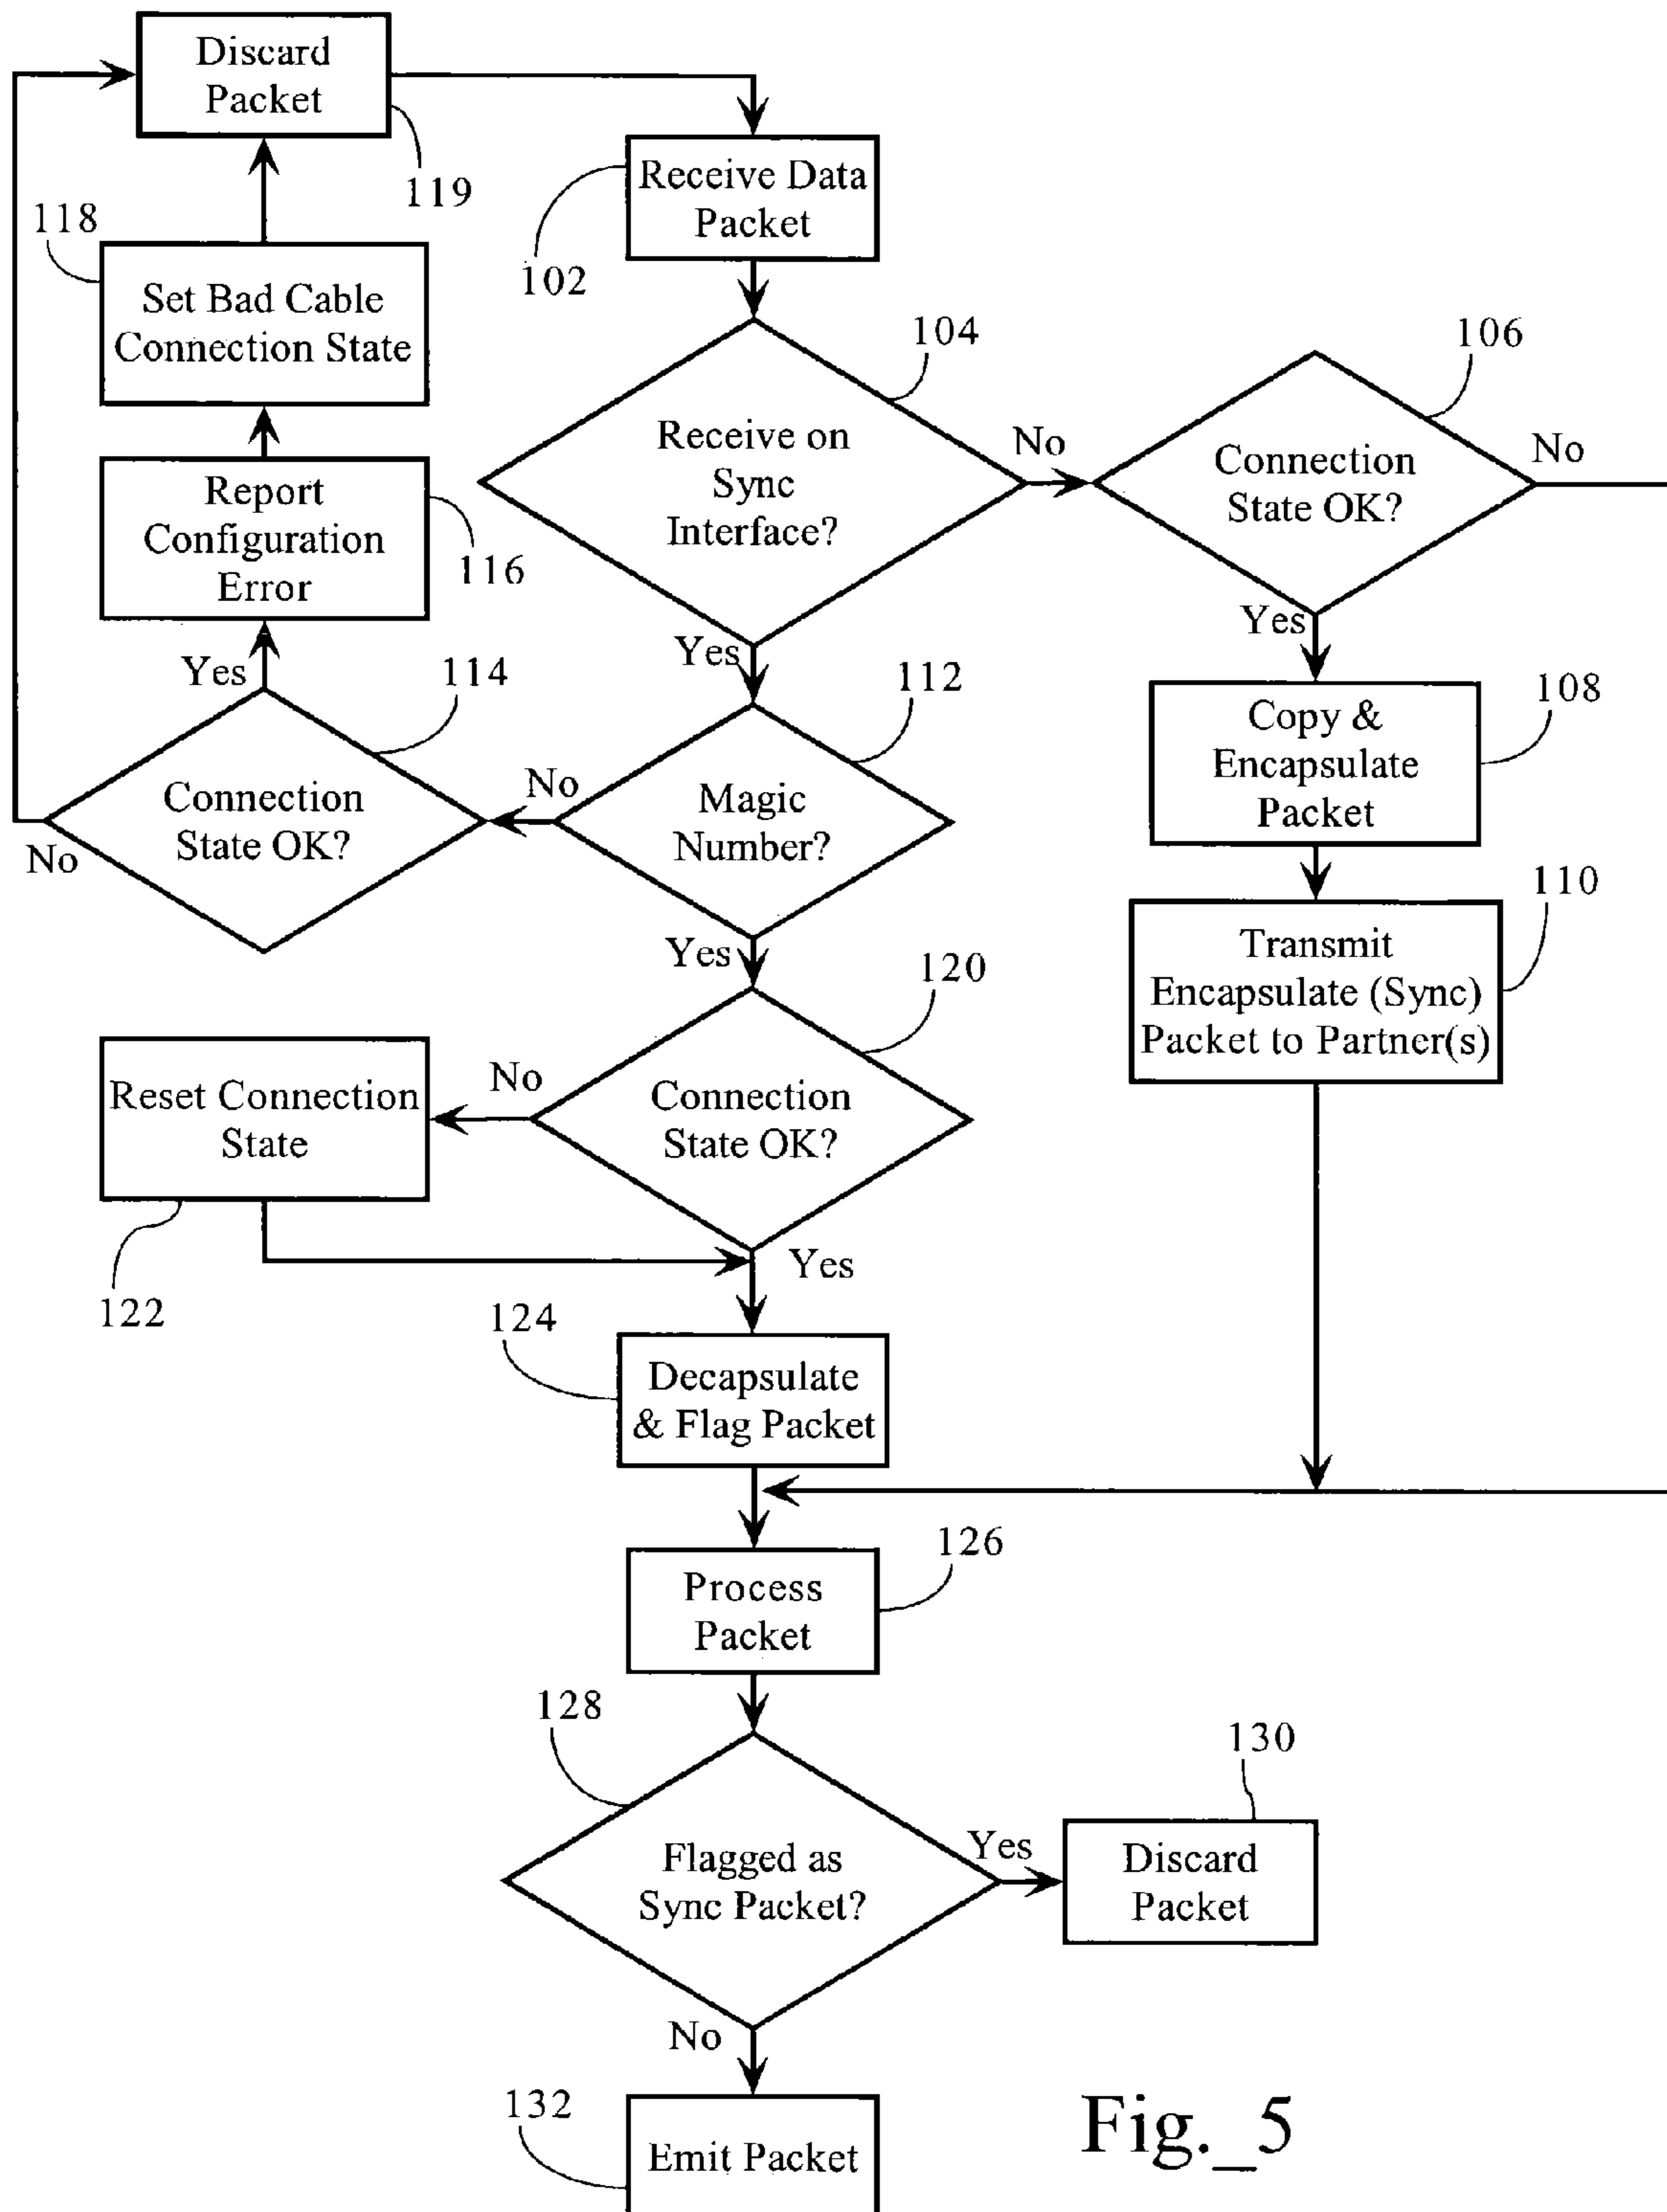 Discard
Packet
119
Receive Data
Packet
102
118
Set Bad Cable
Connection State
104
Receive on
Sync
Interface?
No
106
Connection
State OK?
No
Report
Configuration
Error
116
Yes
Yes
Yes
114
Connection
State OK?
No
No
112
Magic
Number?
108
Copy &
Encapsulate
Packet
110
Transmit
Encapsulate (Sync)
Packet to Partner(s)
Yes
120
Connection
State OK?
No
Reset Connection
State
122
Yes
124
Decapsulate
& Flag Packet
126
Process
Packet
128
Flagged as
Sync Packet?
Yes
130
Discard
Packet
No
132
Emit Packet
Fig._5